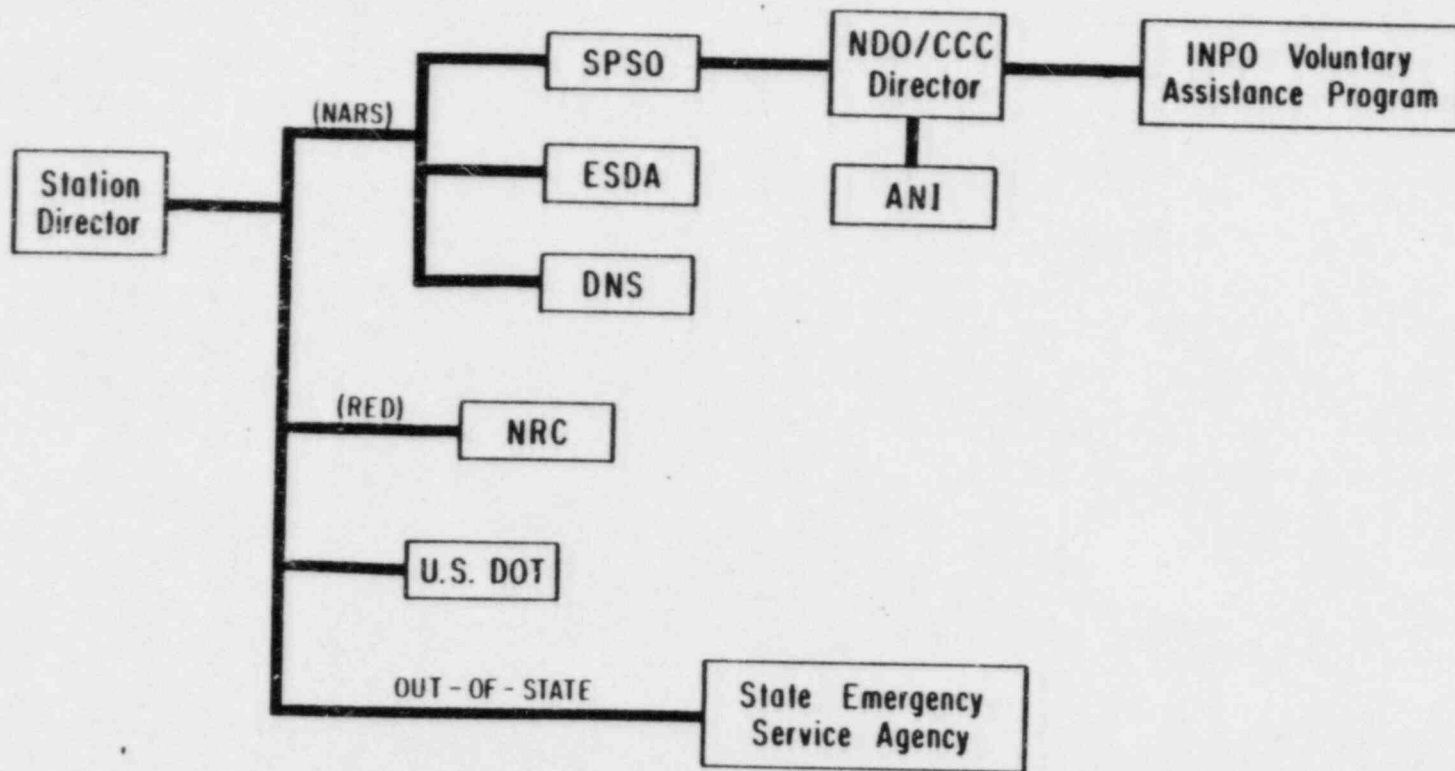 SPSO
NDO/CCC
Director
INPO Voluntary
Assistance Program
(NARS)
Station
Director
ESDA
ANI
DNS
(RED)
NRC
U.S. DOT
OUT-OF-STATE
State Emergency
Service Agency